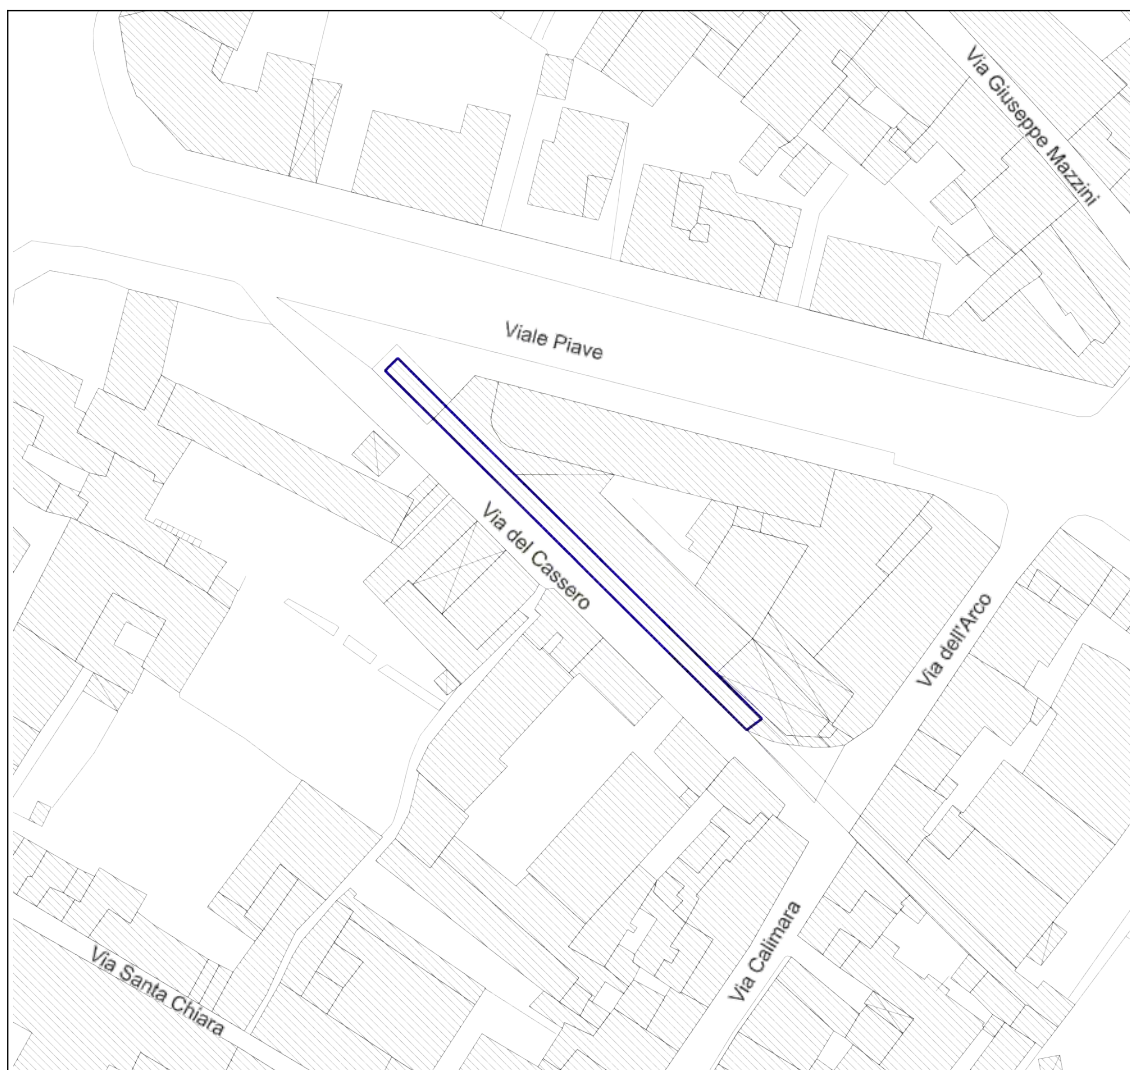 Via Giuseppe Mazzini
Viale Piave
Via del Cassero
Via dell'Arco
Via Calimara
Via Santa Chiara